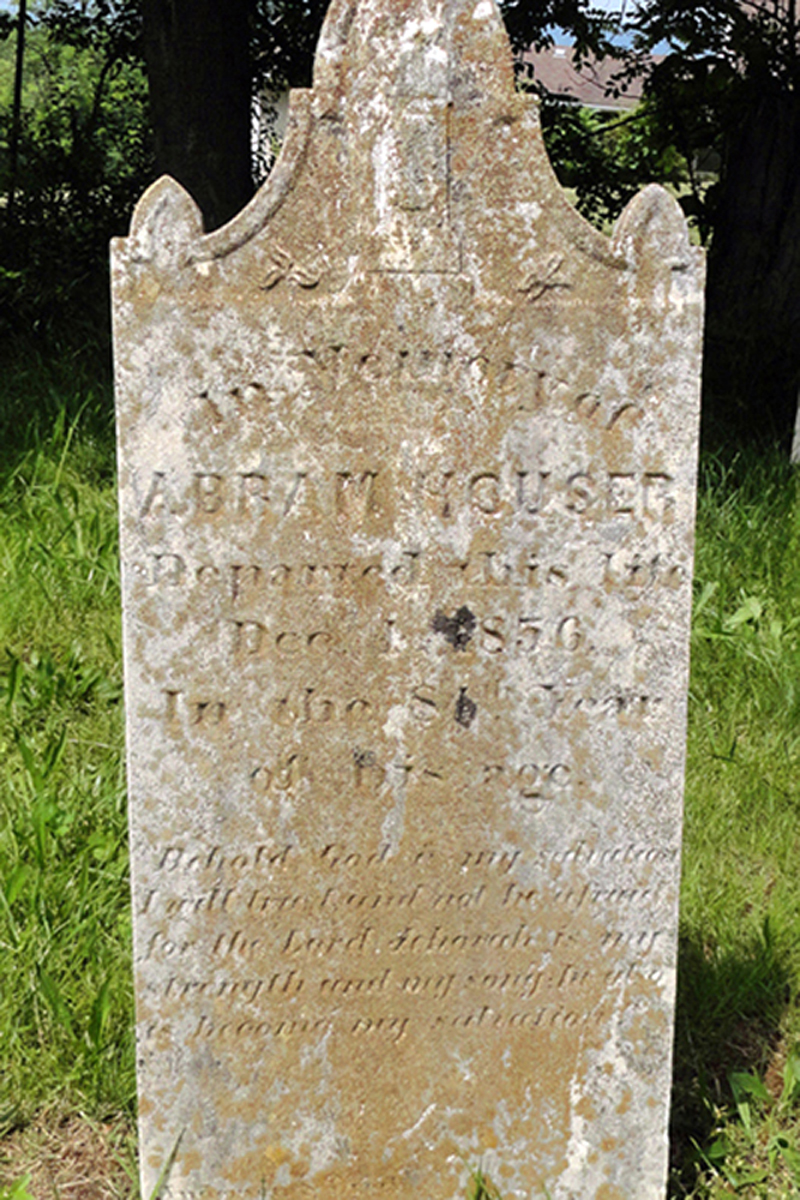 In Memory of
ABRAM HOUSER
Departed this life
Dec. 1. 1856.
In the 81th Year
of his age.
Behold God is my salvation
I will trust and not be afraid
for the Lord Jehovah is my
strength and my song: he also
is become my salvation